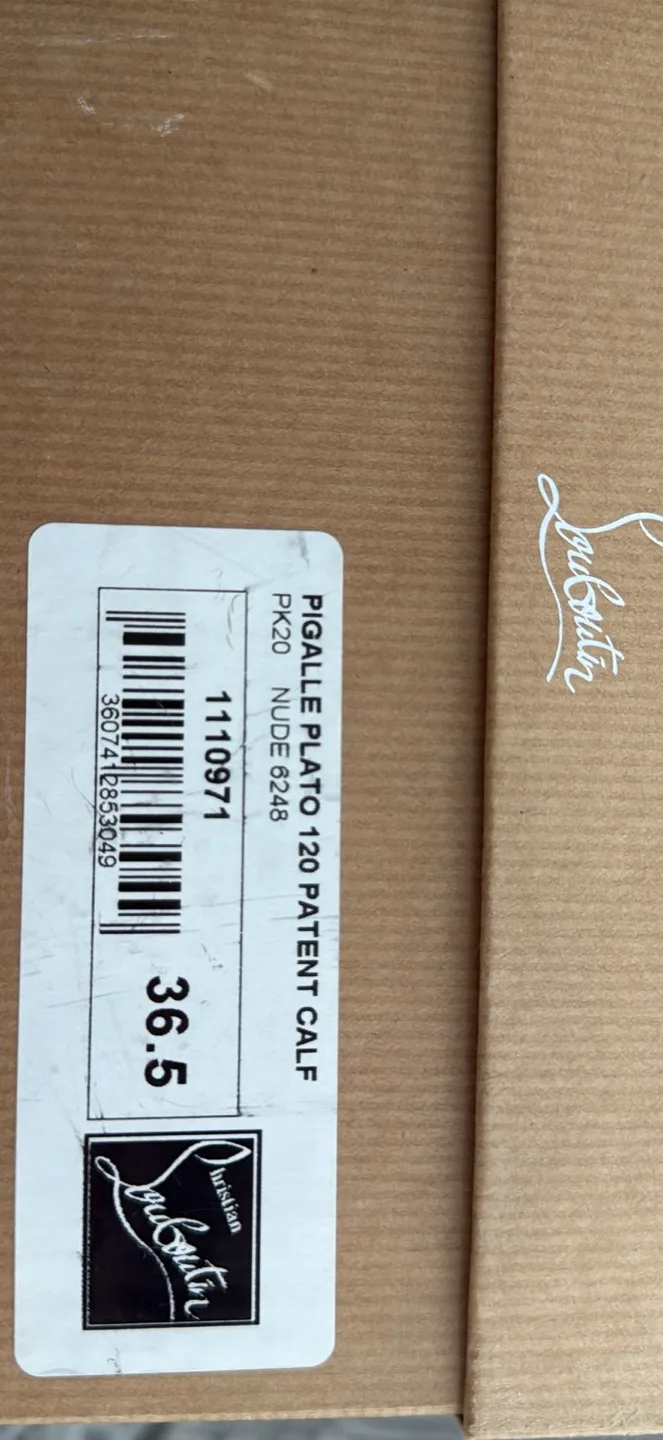 Louboutin
PIGALLE PLATO 120 PATENT CALF
PK20 NUDE 6248
1110971
3607412853049
36.5
Christian
Louboutin